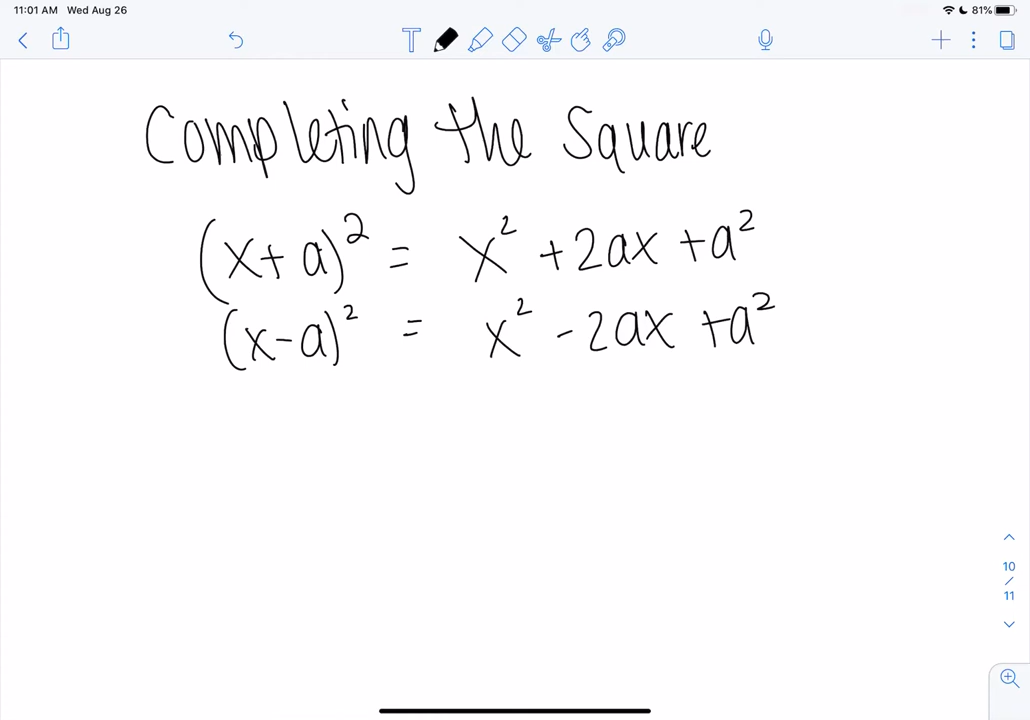 11:01 AM Wed Aug 26
81%
T
Completing the Square
(x+a)² = x² +2ax +a²
(x-a)² = x² -2ax +a²
10
/
11